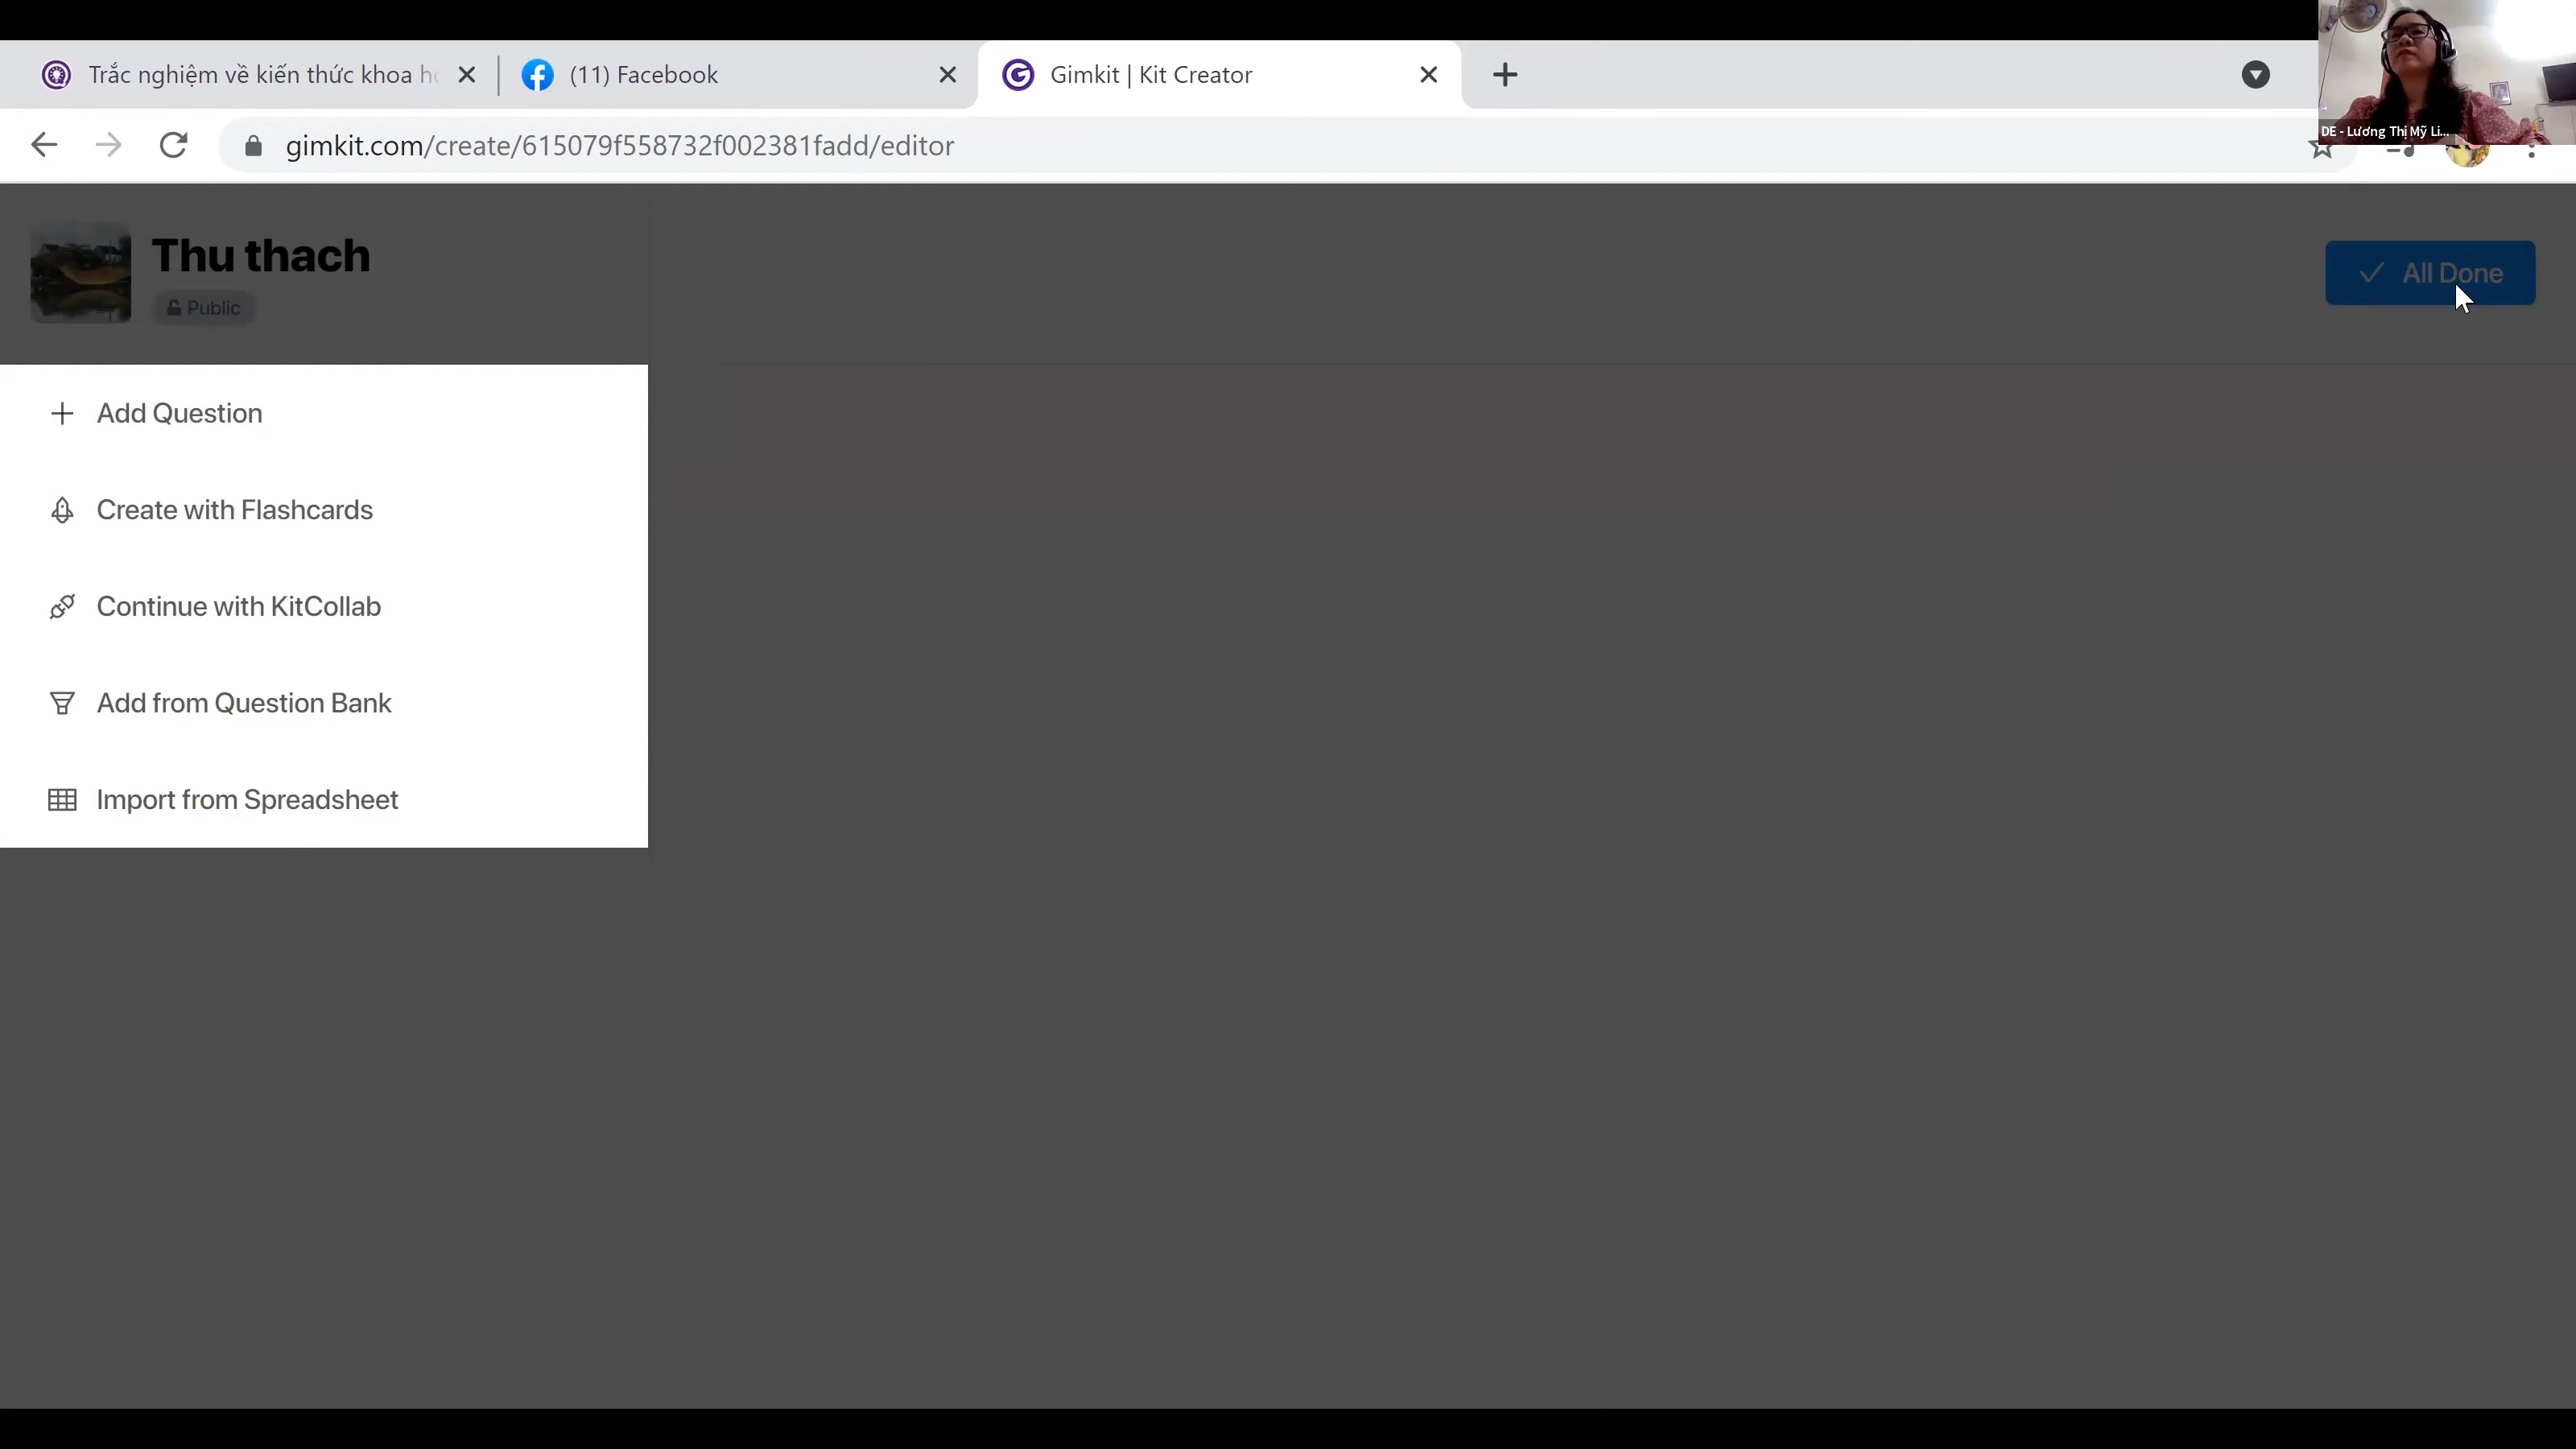 Trắc nghiệm về kiến thức khoa họ
(11) Facebook
Gimkit | Kit Creator
gimkit.com/create/615079f558732f002381fadd/editor
DE - Lương Thị Mỹ Li...
Thu thach
Public
All Done
Add Question
Create with Flashcards
Continue with KitCollab
Add from Question Bank
Import from Spreadsheet